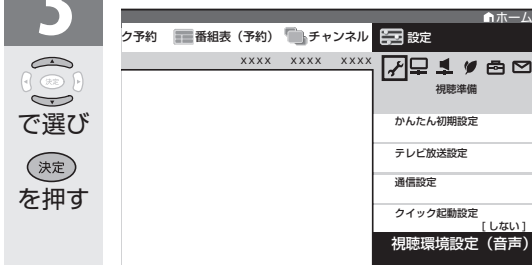 ホーム
ク予約 番組表（予約） チャンネル 設定
xxxx xxxx xxxx
視聴準備
決定
で選び
決定
を押す
かんたん初期設定
テレビ放送設定
通信設定
クイック起動設定
[しない]
視聴環境設定（音声）